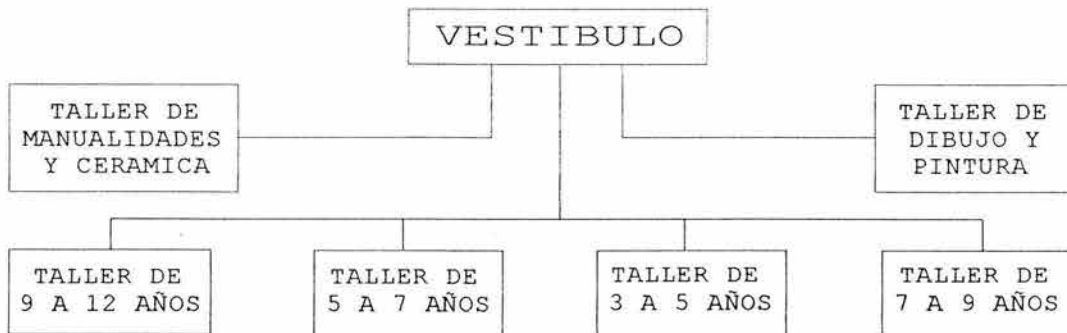 VESTIBULO
TALLER DE
MANUALIDADES
Y CERAMICA
TALLER DE
DIBUJO Y
PINTURA
TALLER DE
9 A 12 AÑOS
TALLER DE
5 A 7 AÑOS
TALLER DE
3 A 5 AÑOS
TALLER DE
7 A 9 AÑOS